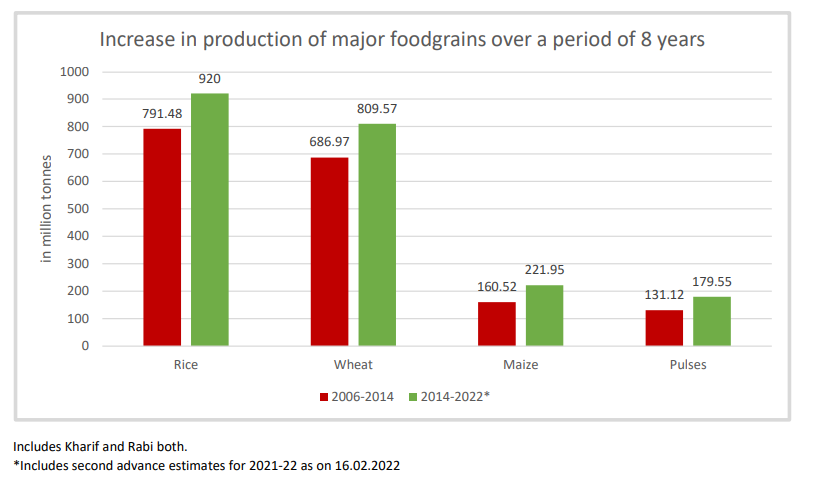 Increase in production of major foodgrains over a period of 8 years
in million tonnes
1000
900
800
700
600
500
400
300
200
100
0
791.48
920
686.97
809.57
160.52
221.95
131.12
179.55
Rice
Wheat
Maize
Pulses
2006-2014
2014-2022*
Includes Kharif and Rabi both.
*Includes second advance estimates for 2021-22 as on 16.02.2022